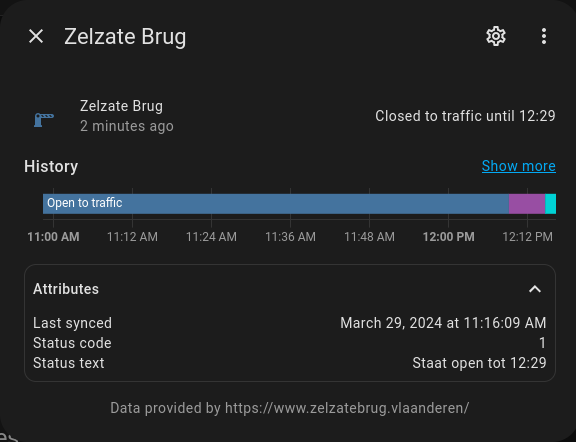 Zelzate Brug
Zelzate Brug
2 minutes ago
Closed to traffic until 12:29
History
Show more
Open to traffic
11:00 AM 11:12 AM 11:24 AM 11:36 AM 11:48 AM 12:00 PM 12:12 PM
Attributes
Last synced March 29, 2024 at 11:16:09 AM
Status code 1
Status text Staat open tot 12:29
Data provided by https://www.zelzatebrug.vlaanderen/